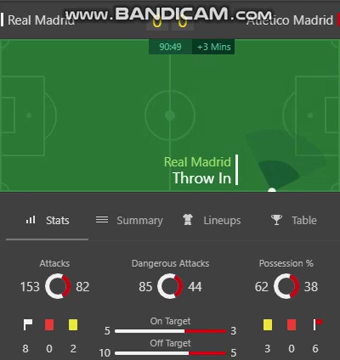 www.BANDICAM.com
Real Madrid 0 0 Atletico Madrid
90:49 +3 Mins
Real Madrid
Throw In
Stats Summary Lineups Table
Attacks Dangerous Attacks Possession %
153 82 85 44 62 38
On Target
5 3
Off Target
10 5
8 0 2 3 0 6